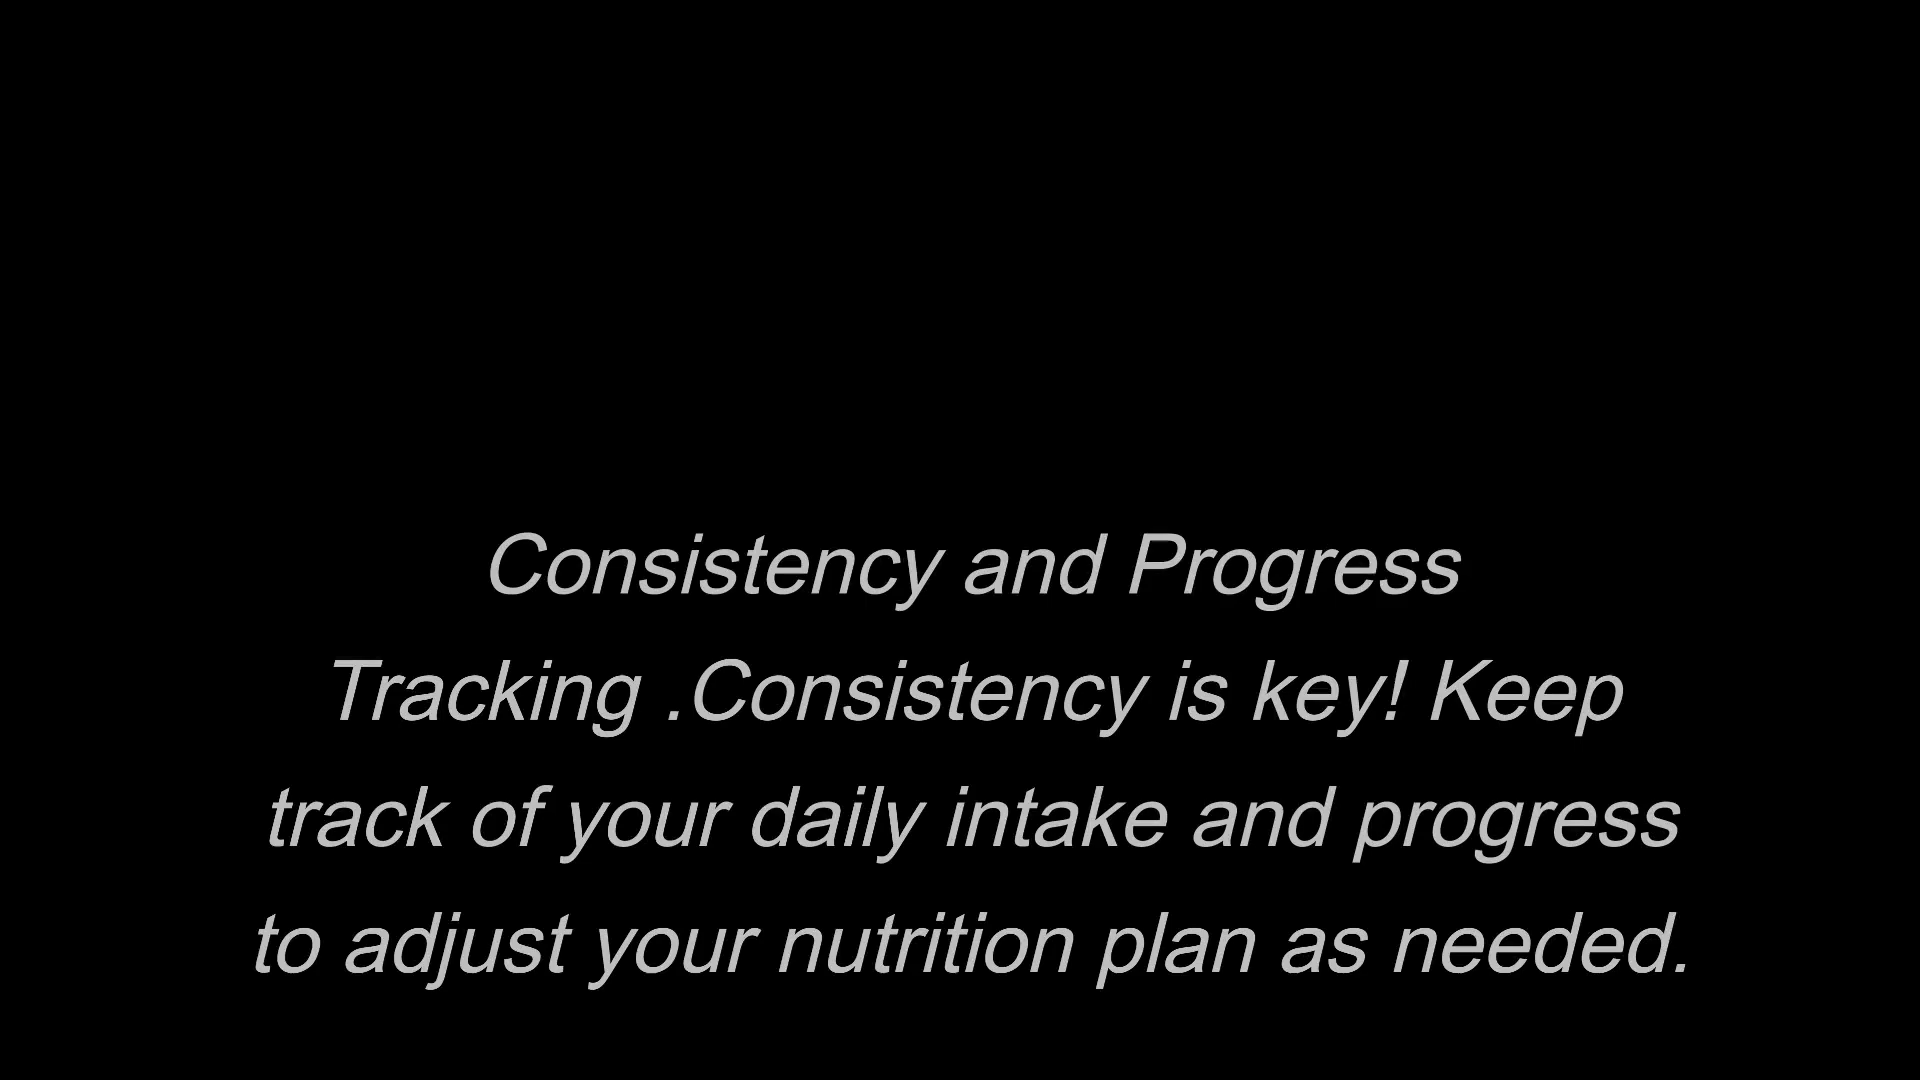 Consistency and Progress
Tracking .Consistency is key! Keep
track of your daily intake and progress
to adjust your nutrition plan as needed.